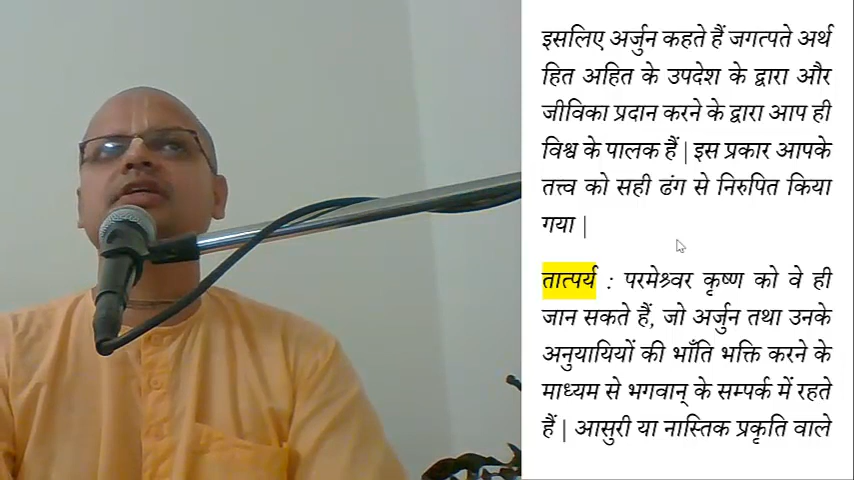 इसलिए अर्जुन कहते हैं जगत्पते अर्थ
हित अहित के उपदेश के द्वारा और
जीविका प्रदान करने के द्वारा आप ही
विश्व के पालक हैं | इस प्रकार आपके
तत्त्व को सही ढंग से निरुपित किया
गया |
तात्पर्य : परमेश्र्वर कृष्ण को वे ही
जान सकते हैं, जो अर्जुन तथा उनके
अनुयायियों की भाँति भक्ति करने के
माध्यम से भगवान् के सम्पर्क में रहते
हैं | आसुरी या नास्तिक प्रकृति वाले